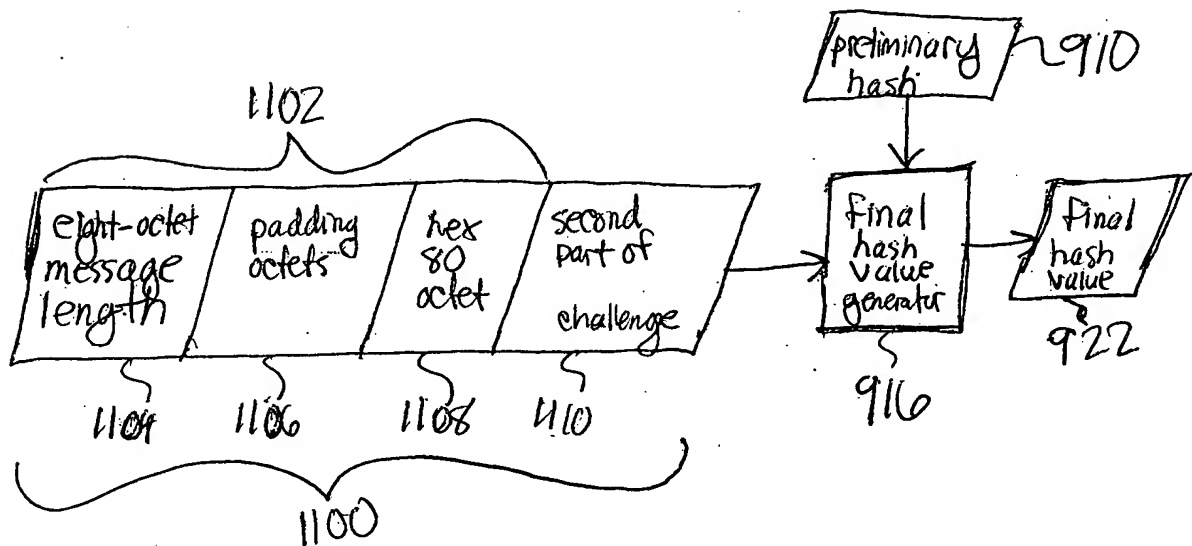 preliminary
hash
910
1102
eight-octet
message
length
padding
octets
hex
80
octet
second
part of
challenge
final
hash
value
generator
final
hash
value
922
916
1104
1106
1108
1110
1100